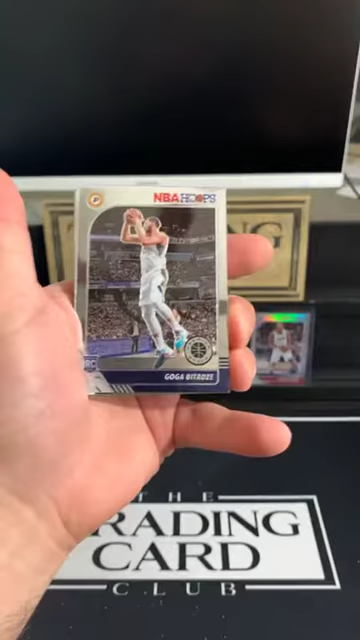 NBA HOOPS
RC
GOGA BITADZE
THE
TRADING
CARD
CLUB